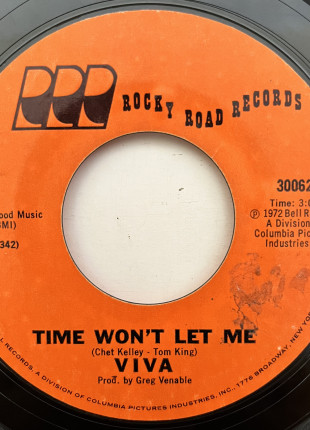 ROCKY ROAD RECORDS
30062
Time: 3:0
℗ 1972 Bell R
A Division
Columbia Pic
Industries
ood Music
BMI)
342)
TIME WON'T LET ME
(Chet Kelley - Tom King)
VIVA
Prod. by Greg Venable
L RECORDS, A DIVISION OF COLUMBIA PICTURES INDUSTRIES, INC., 1776 BROADWAY, NEW YOR